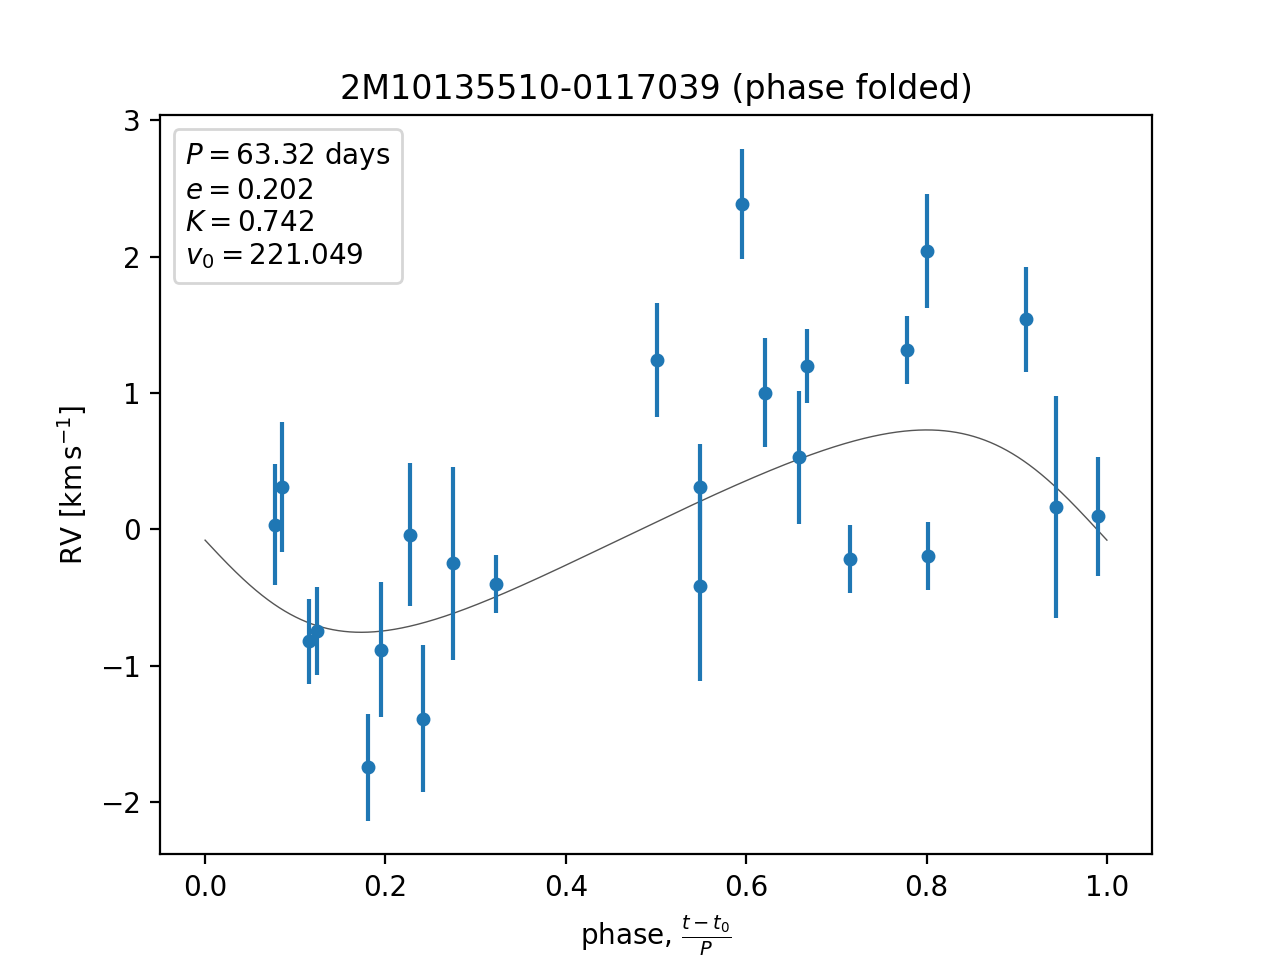 2M10135510-0117039 (phase folded)
P = 63.32 days
e = 0.202
K = 0.742
v₀ = 221.049
3
2
1
0
−1
−2
RV [km s⁻¹]
0.0 0.2 0.4 0.6 0.8 1.0
phase, (t − t₀)/P